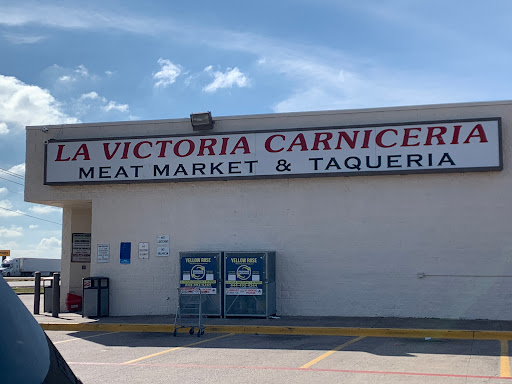 LA VICTORIA CARNICERIA
MEAT MARKET & TAQUERIA
YELLOW ROSE
YELLOW ROSE